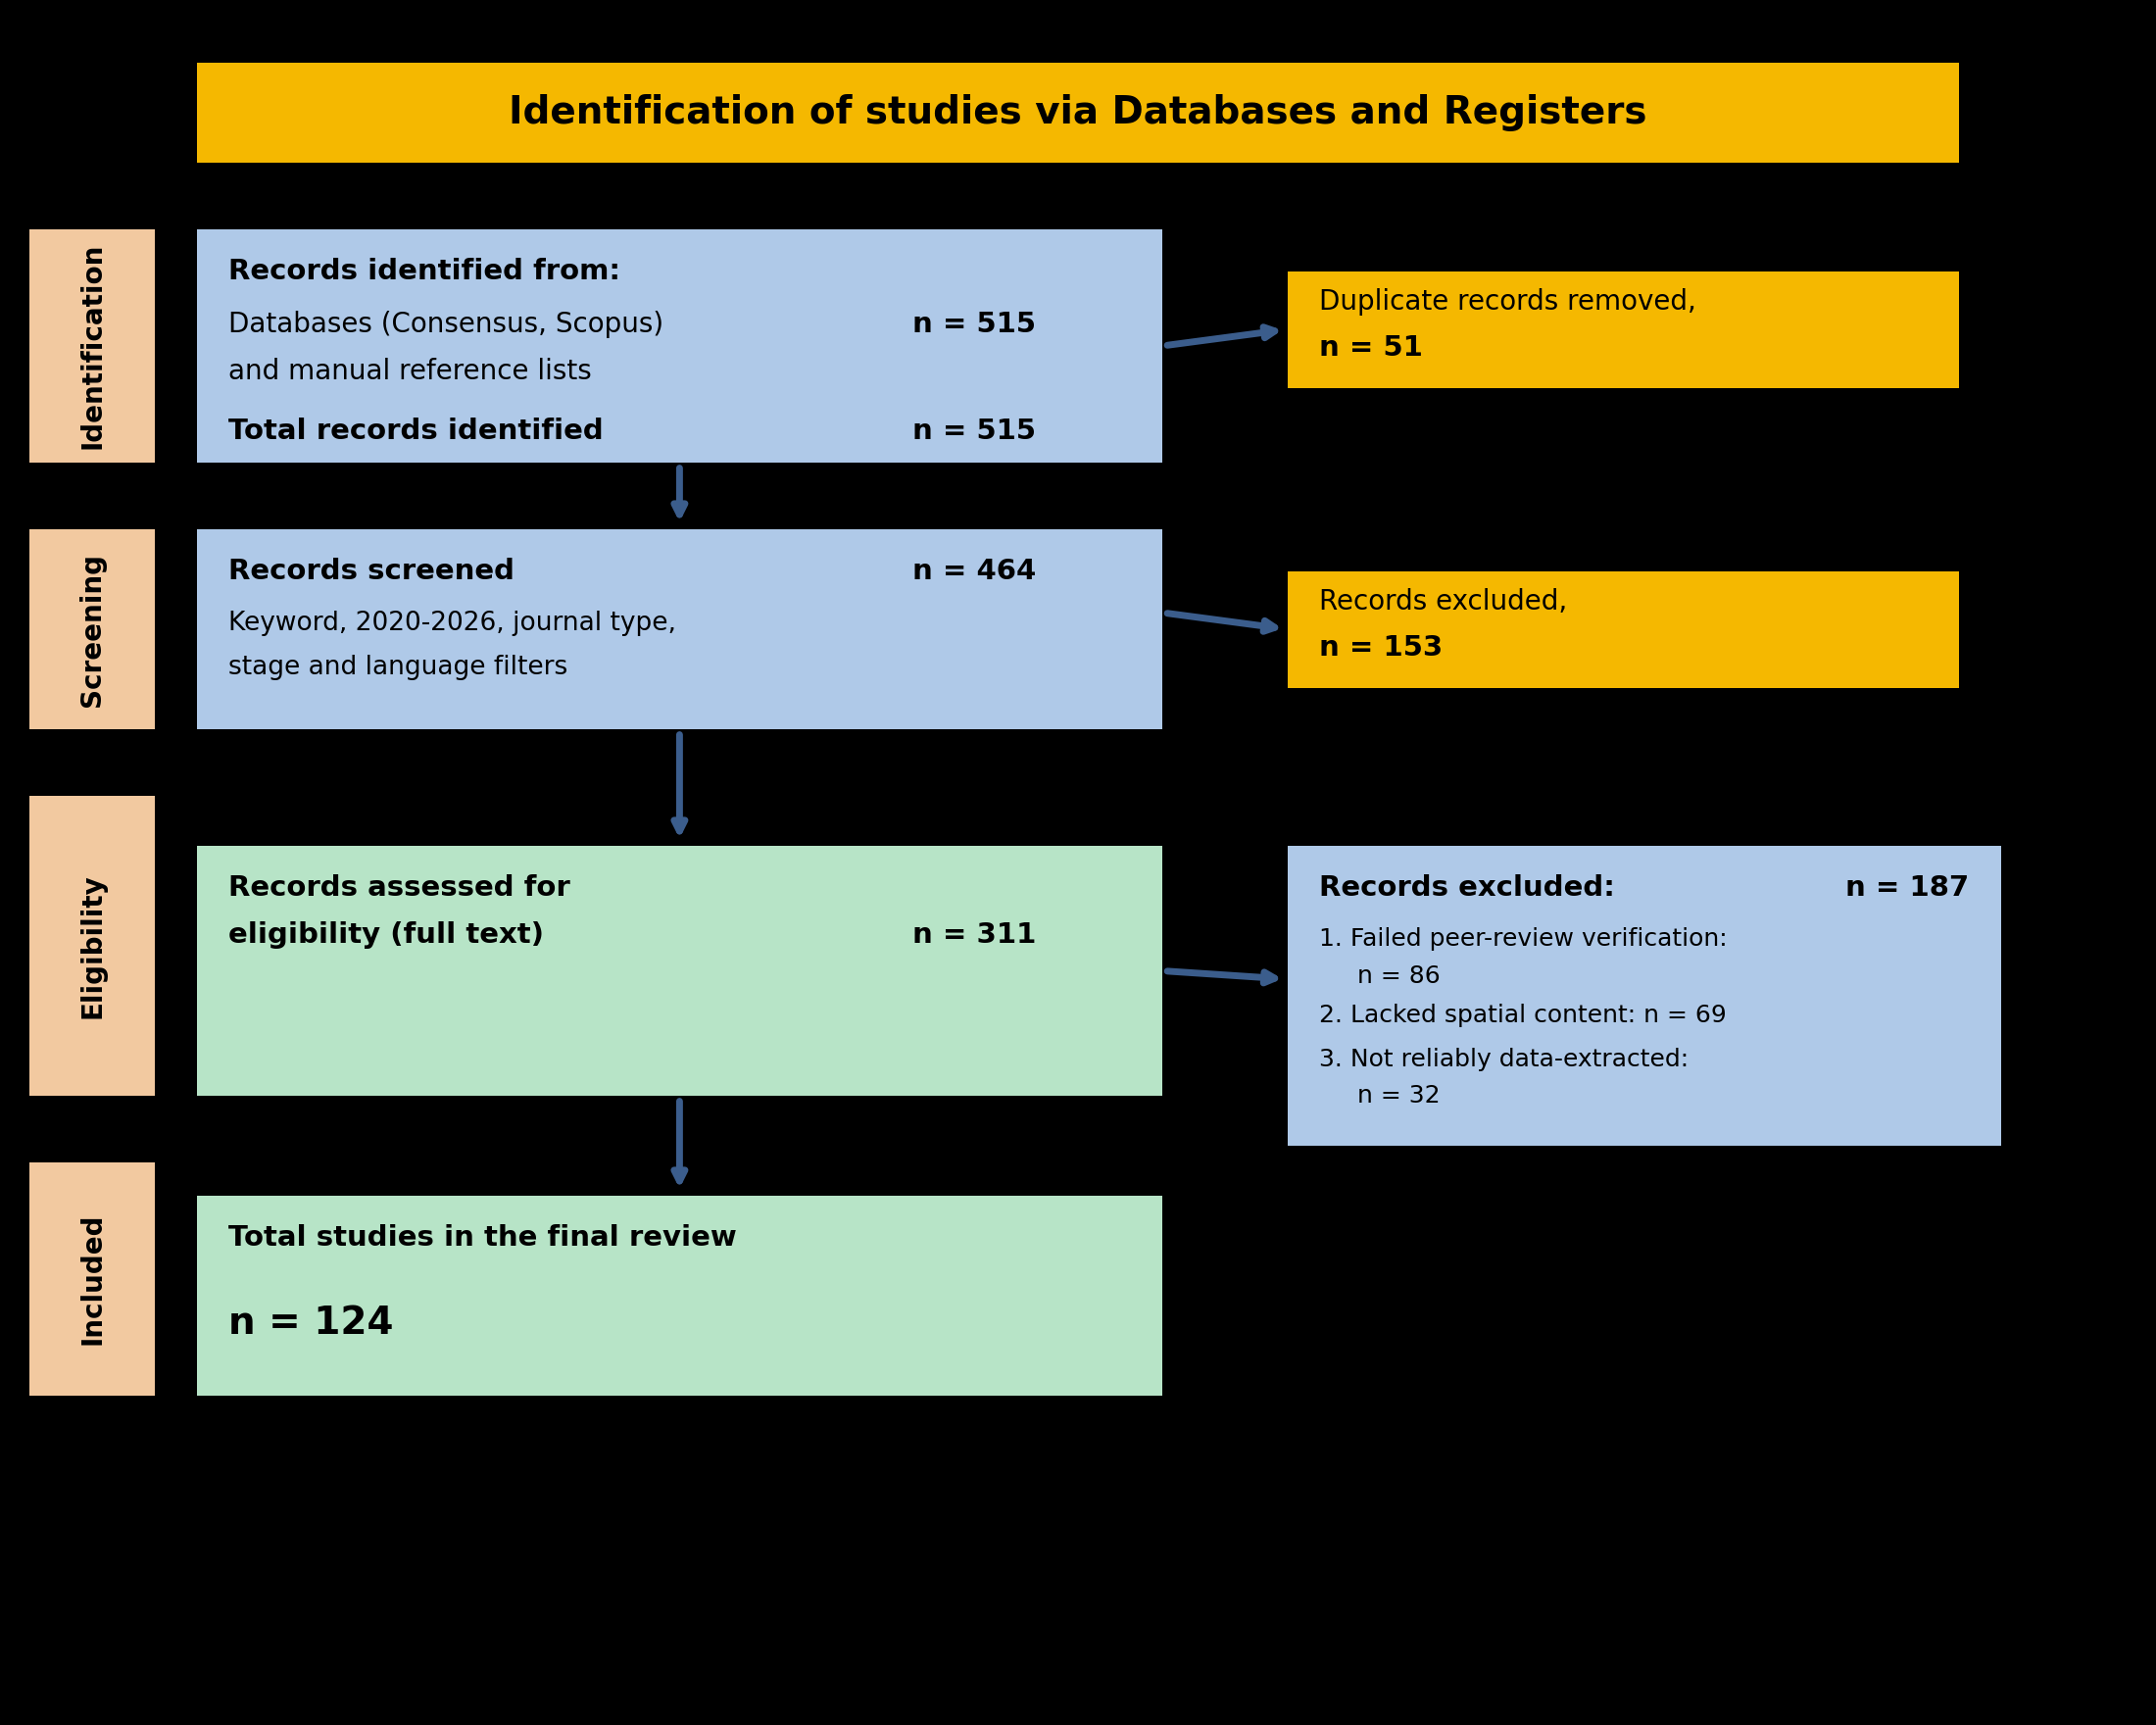 Identification of studies via Databases and Registers
Identification
Records identified from:
Databases (Consensus, Scopus) n = 515
and manual reference lists
Total records identified n = 515
Duplicate records removed,
n = 51
Screening
Records screened n = 464
Keyword, 2020-2026, journal type,
stage and language filters
Records excluded,
n = 153
Eligibility
Records assessed for
eligibility (full text) n = 311
Records excluded: n = 187
1. Failed peer-review verification:
n = 86
2. Lacked spatial content: n = 69
3. Not reliably data-extracted:
n = 32
Included
Total studies in the final review
n = 124